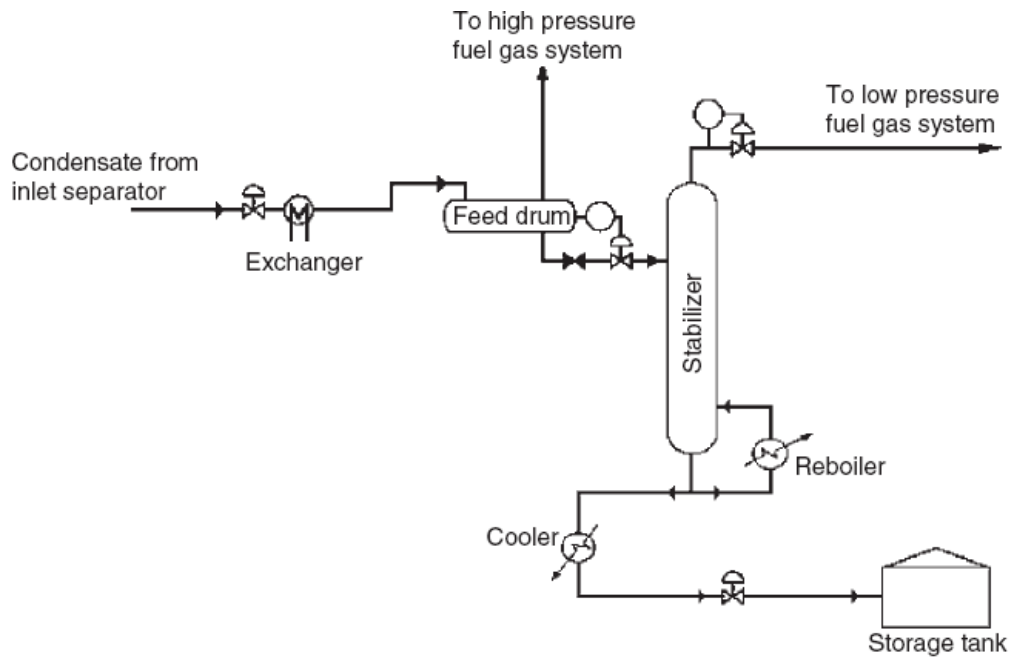 To high pressure
fuel gas system
To low pressure
fuel gas system
Condensate from
inlet separator
Feed drum
Exchanger
Stabilizer
Reboiler
Cooler
Storage tank